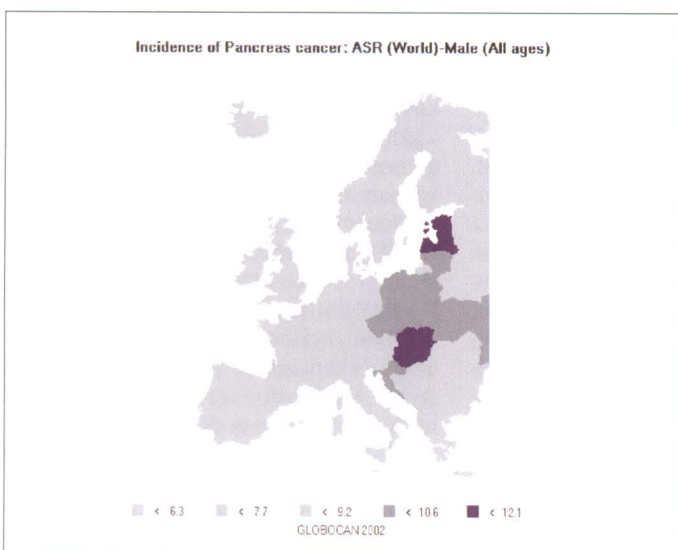 Incidence of Pancreas cancer: ASR (World)-Male (All ages)
< 6.3 < 7.7 < 9.2 < 10.6 < 12.1
GLOBOCAN 2002